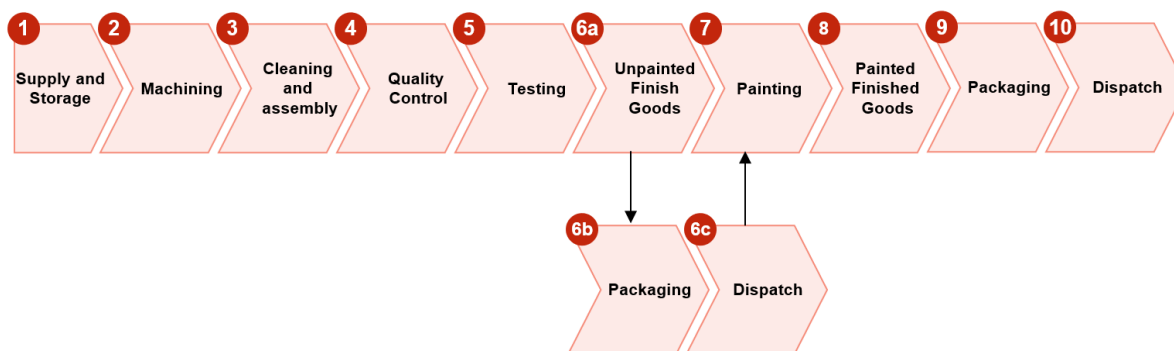 1
Supply and
Storage
2
Machining
3
Cleaning
and
assembly
4
Quality
Control
5
Testing
6a
Unpainted
Finish
Goods
7
Painting
8
Painted
Finished
Goods
9
Packaging
10
Dispatch
6b
Packaging
6c
Dispatch